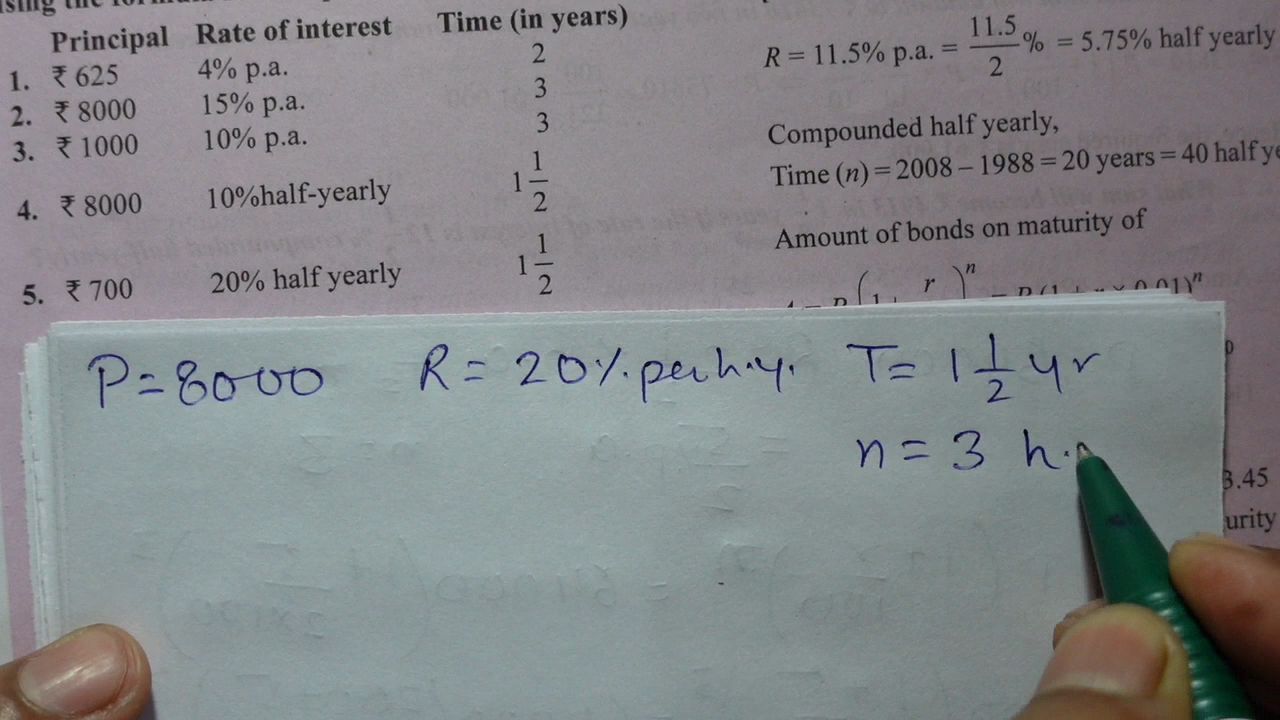 Principal Rate of interest Time (in years)
1. ₹ 625 4% p.a. 2
2. ₹ 8000 15% p.a. 3
3. ₹ 1000 10% p.a. 3
4. ₹ 8000 10%half-yearly 1 1/2
5. ₹ 700 20% half yearly 1 1/2
R = 11.5% p.a. = 11.5/2 % = 5.75% half yearly
Compounded half yearly,
Time (n) = 2008 – 1988 = 20 years = 40 half ye
Amount of bonds on maturity of
P=8000 R = 20%.per h.y. T= 1 1/2 yr
n = 3 h.
3.45
urity